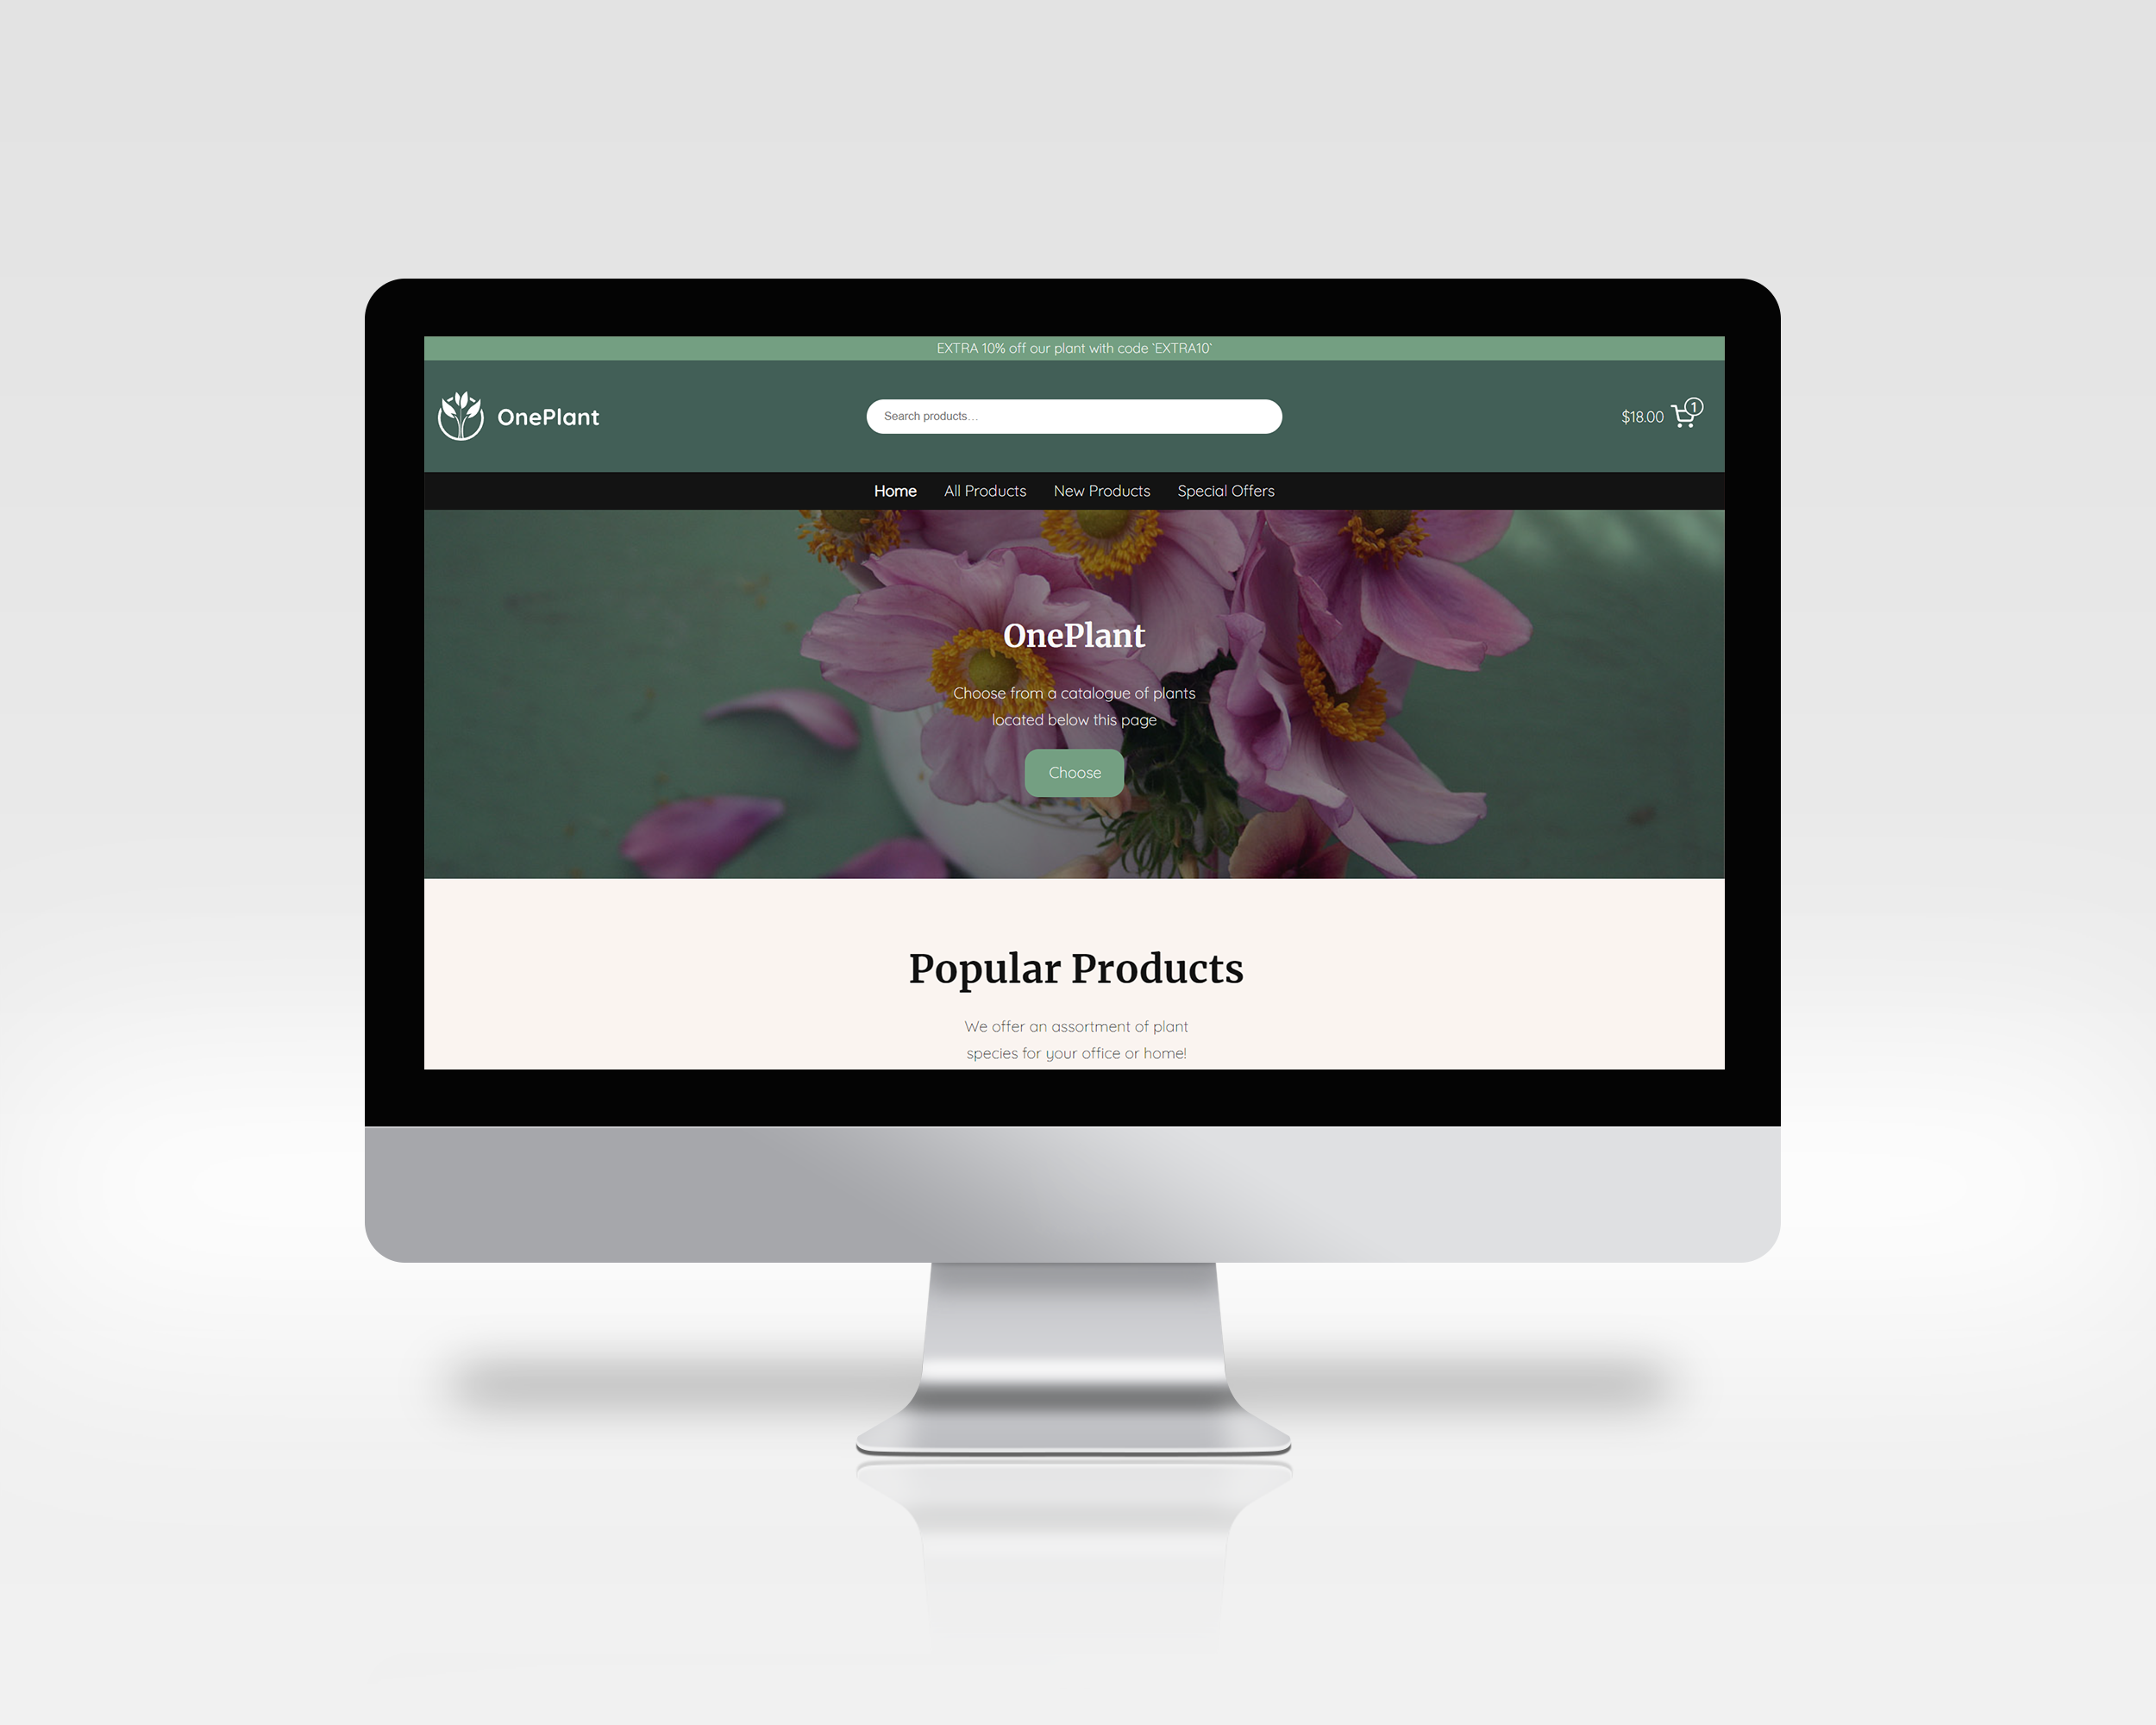 EXTRA 10% off our plant with code `EXTRA10`
OnePlant
Search products...
$18.00
1
Home
All Products
New Products
Special Offers
OnePlant
Choose from a catalogue of plants
located below this page
Choose
Popular Products
We offer an assortment of plant
species for your office or home!